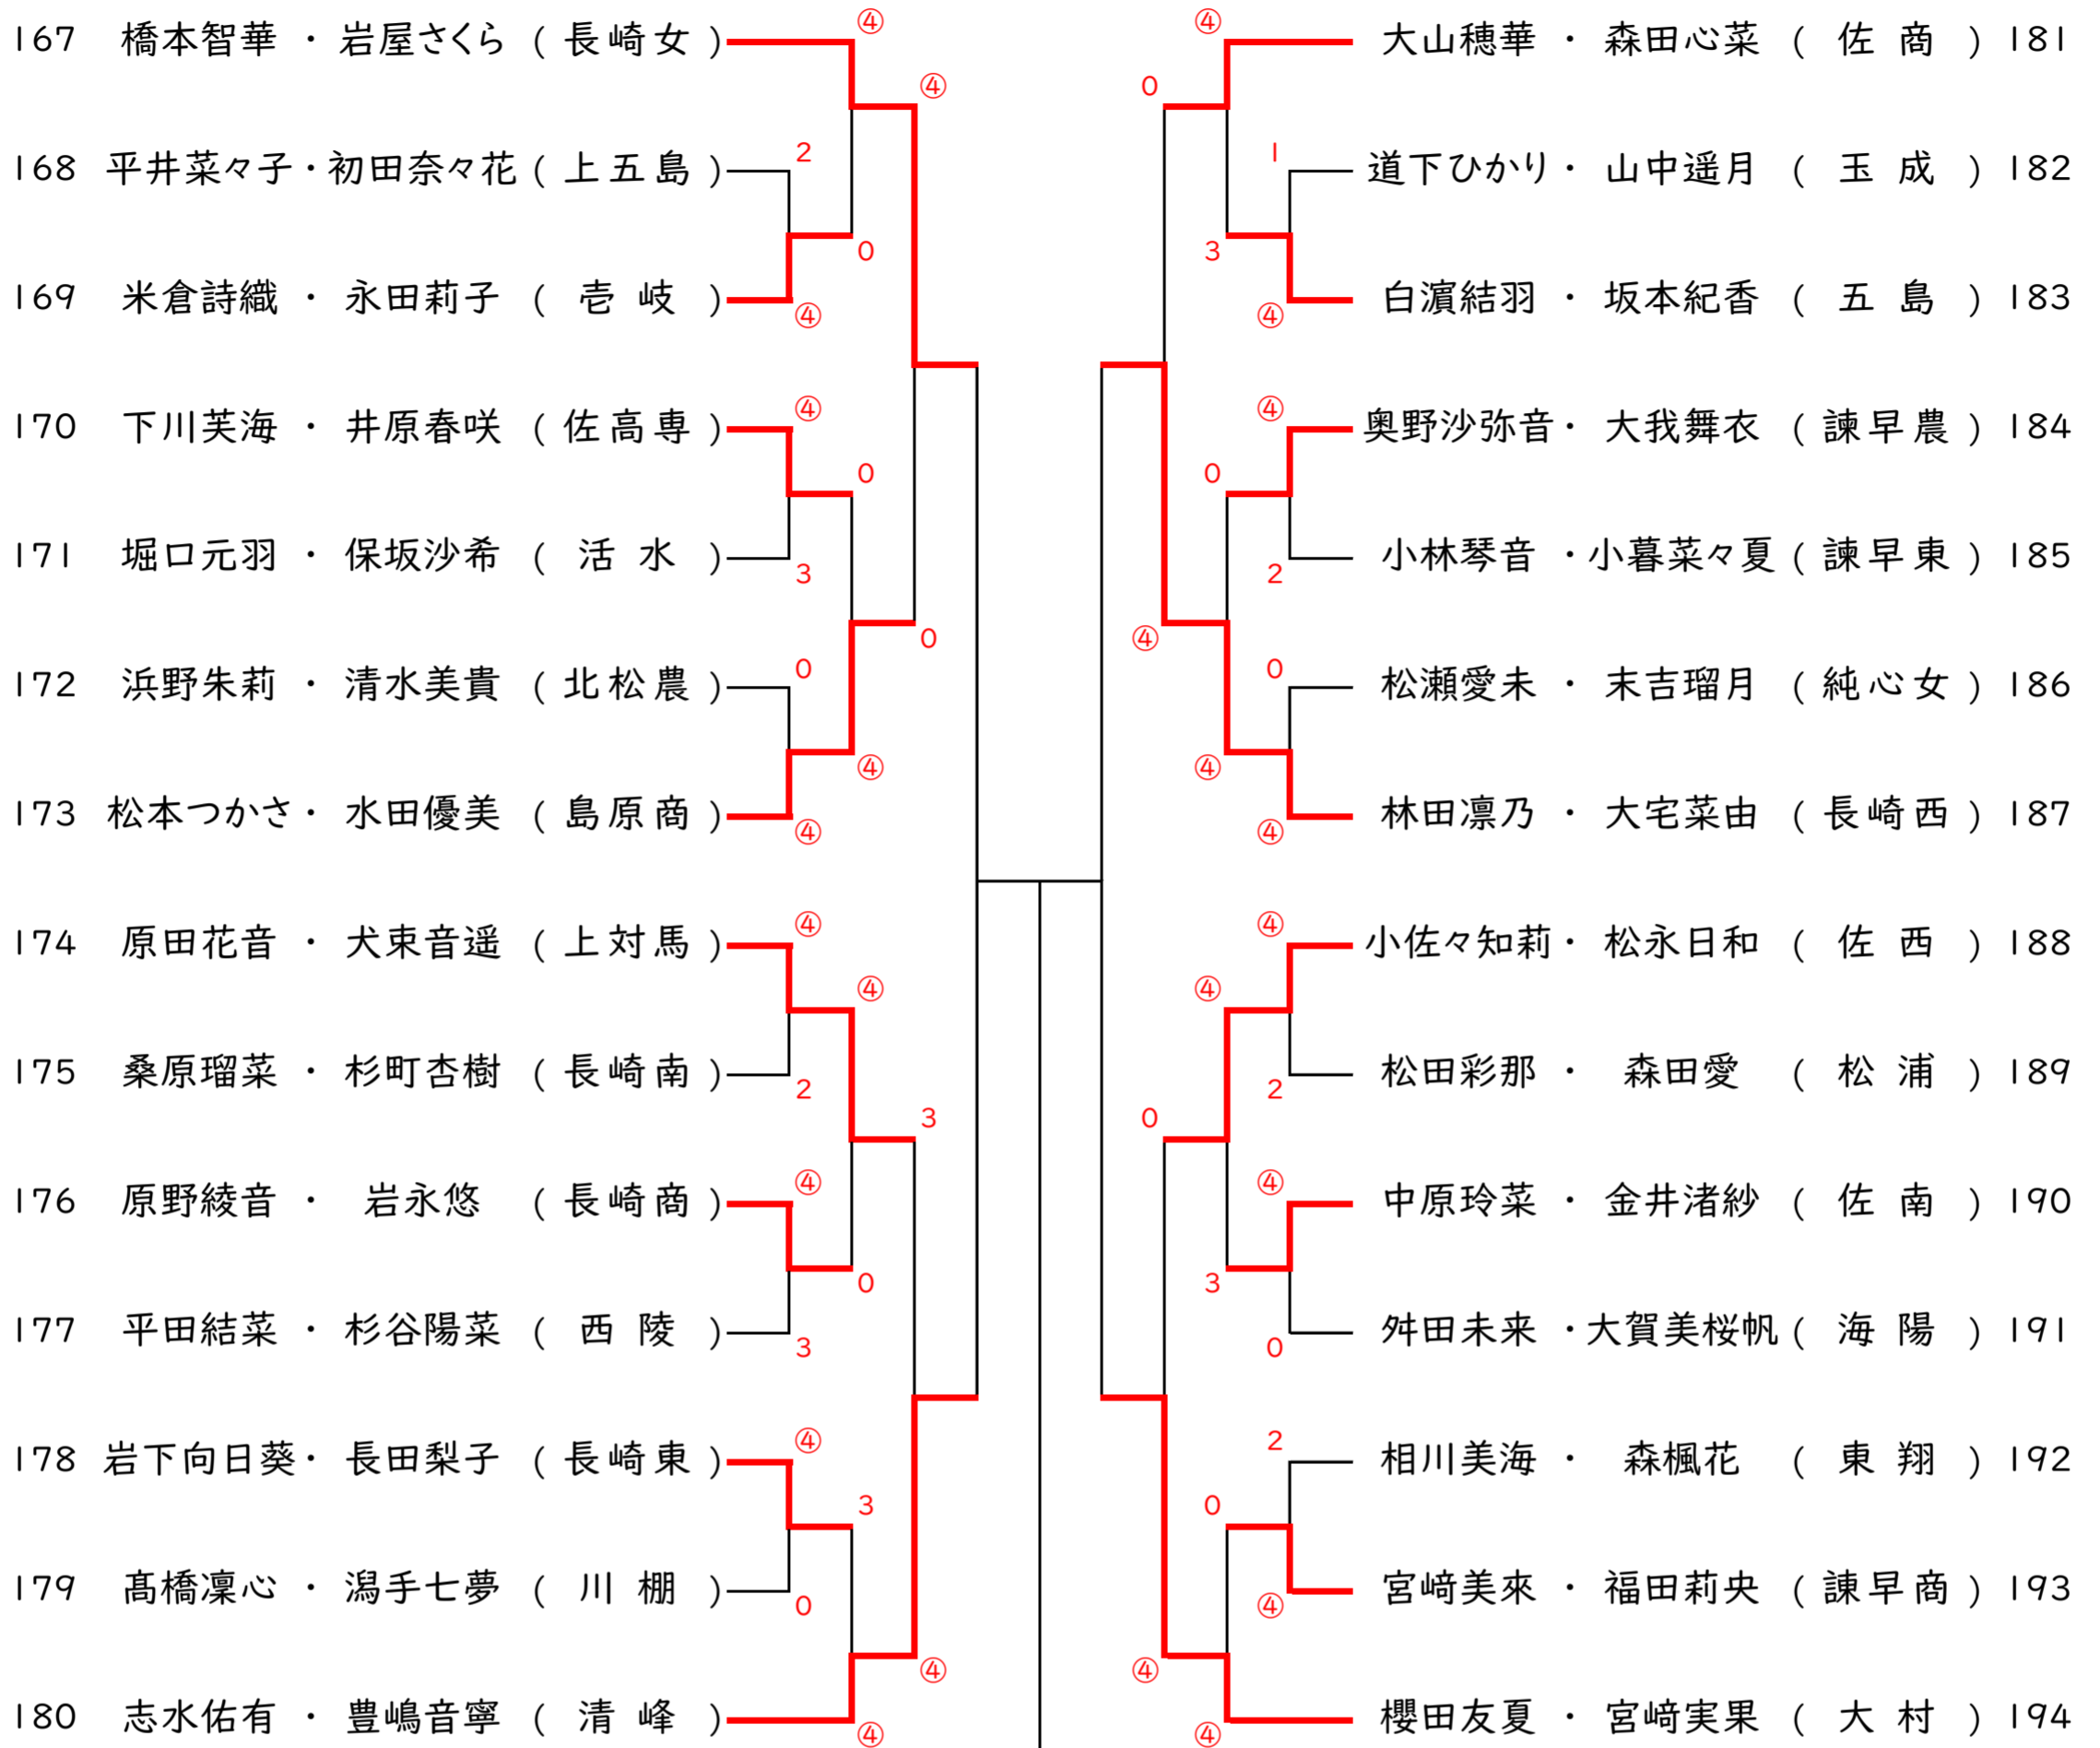 ④ ④
167 橋本智華 ・ 岩屋さくら ( 長崎女 ) 大山穂華 ・ 森田心菜 ( 佐商 ) 181
④ 0
2 1
168 平井菜々子・初田奈々花 ( 上五島 ) 道下ひかり・ 山中遥月 ( 玉成 ) 182
0 3
169 米倉詩織 ・ 永田莉子 ( 壱岐 ) 白濵結羽 ・ 坂本紀香 ( 五島 ) 183
④ ④
④ ④
170 下川芙海 ・ 井原春咲 ( 佐高専 ) 奥野沙弥音・ 大我舞衣 ( 諫早農 ) 184
0 0
171 堀口元羽 ・ 保坂沙希 ( 活水 ) 小林琴音 ・小暮菜々夏 ( 諫早東 ) 185
3 2
0 ④
0 0
172 浜野朱莉 ・ 清水美貴 ( 北松農 ) 松瀬愛未 ・ 末吉瑠月 ( 純心女 ) 186
④ ④
173 松本つかさ・ 水田優美 ( 島原商 ) 林田凛乃 ・ 大宅菜由 ( 長崎西 ) 187
④ ④
④ ④
174 原田花音 ・ 犬束音遥 ( 上対馬 ) 小佐々知莉・ 松永日和 ( 佐西 ) 188
④ ④
175 桑原瑠菜 ・ 杉町杏樹 ( 長崎南 ) 松田彩那 ・ 森田愛 ( 松浦 ) 189
2 2
3 0
④ ④
176 原野綾音 ・ 岩永悠 ( 長崎商 ) 中原玲菜 ・ 金井渚紗 ( 佐南 ) 190
0 3
177 平田結菜 ・ 杉谷陽菜 ( 西陵 ) 舛田未来 ・大賀美桜帆 ( 海陽 ) 191
3 0
④ 2
178 岩下向日葵・ 長田梨子 ( 長崎東 ) 相川美海 ・ 森楓花 ( 東翔 ) 192
3 0
179 髙橋凜心 ・ 潟手七夢 ( 川棚 ) 宮﨑美來 ・ 福田莉央 ( 諫早商 ) 193
0 ④
④ ④
180 志水佑有 ・ 豊嶋音寧 ( 清峰 ) 櫻田友夏 ・ 宮﨑実果 ( 大村 ) 194
④ ④